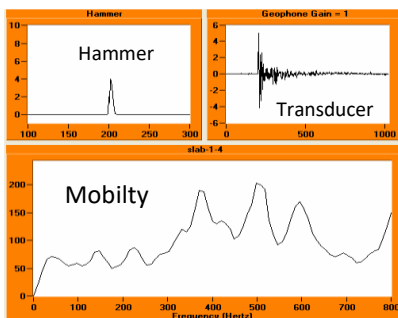 Hammer
10
8
6
4
2
0
100 150 200 250 300
Hammer
Geophone Gain = 1
6
4
2
0
-2
-4
-6
0 500 1000
Transducer
slab-1-4
200
150
100
50
0
0 100 200 300 400 500 600 700 800
Frequency (Hertz)
Mobilty